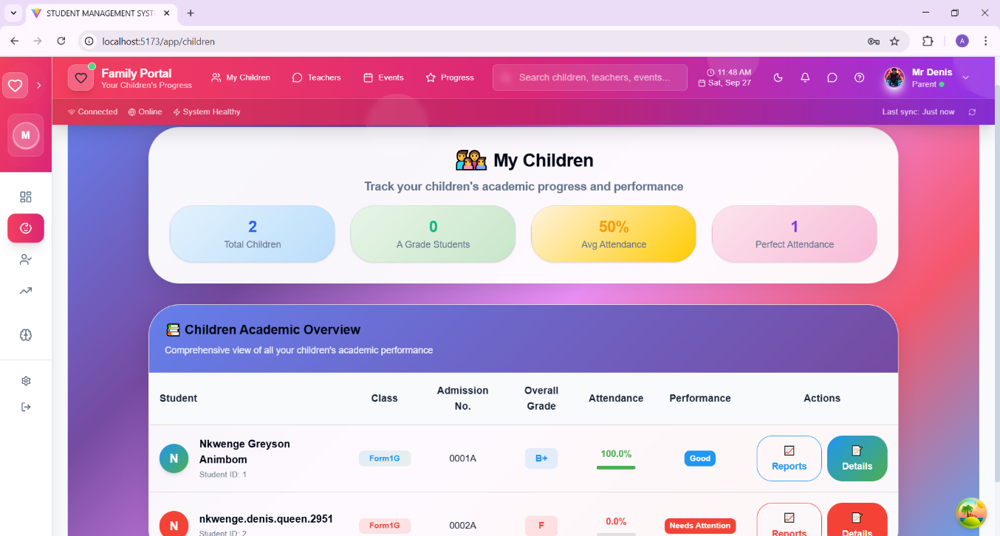 STUDENT MANAGEMENT SYST
localhost:5173/app/children
A
Family Portal
Your Children's Progress
My Children
Teachers
Events
Progress
Search children, teachers, events...
11:48 AM
Sat, Sep 27
Mr Denis
Parent
Connected
Online
System Healthy
Last sync: Just now
M
My Children
Track your children's academic progress and performance
2
Total Children
0
A Grade Students
50%
Avg Attendance
1
Perfect Attendance
Children Academic Overview
Comprehensive view of all your children's academic performance
Student
Class
Admission
No.
Overall
Grade
Attendance
Performance
Actions
N
Nkwenge Greyson
Animbom
Student ID: 1
Form1G
0001A
B+
100.0%
Good
Reports
Details
N
nkwenge.denis.queen.2951
Student ID: 2
Form1G
0002A
F
0.0%
Needs Attention
Reports
Details